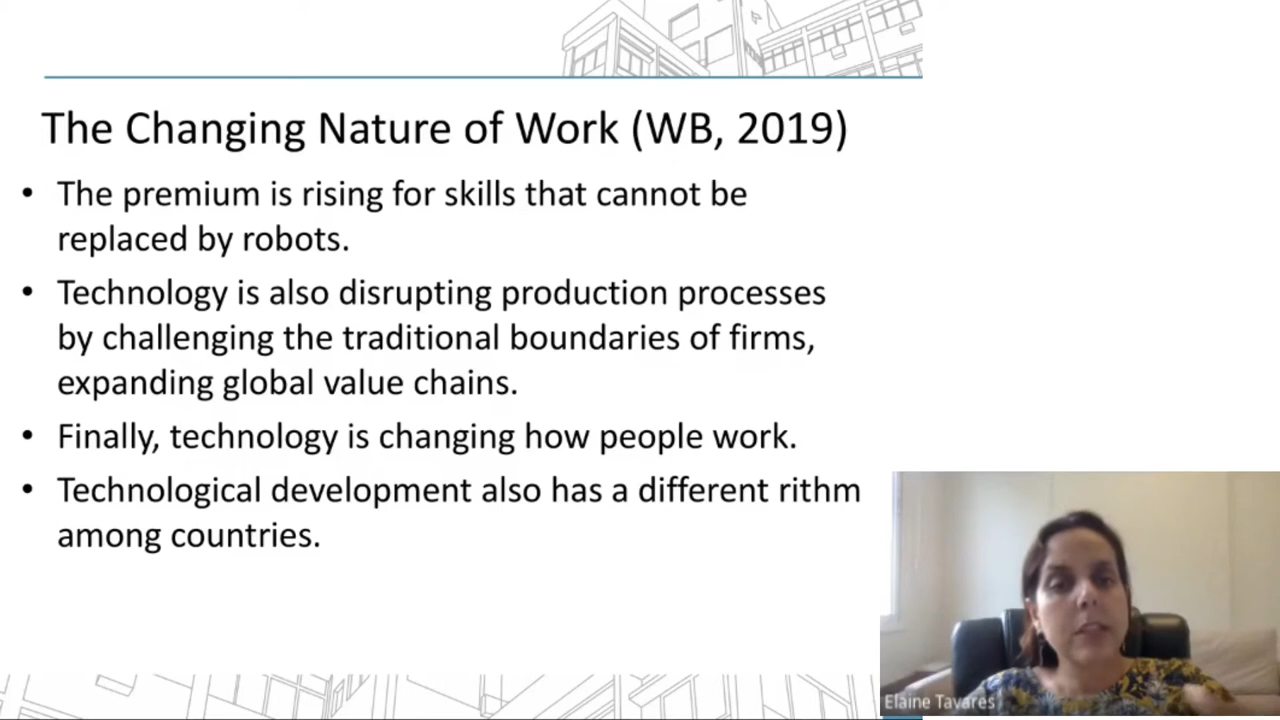 The Changing Nature of Work (WB, 2019)
• The premium is rising for skills that cannot be
replaced by robots.
• Technology is also disrupting production processes
by challenging the traditional boundaries of firms,
expanding global value chains.
• Finally, technology is changing how people work.
• Technological development also has a different rithm
among countries.
Elaine Tavares